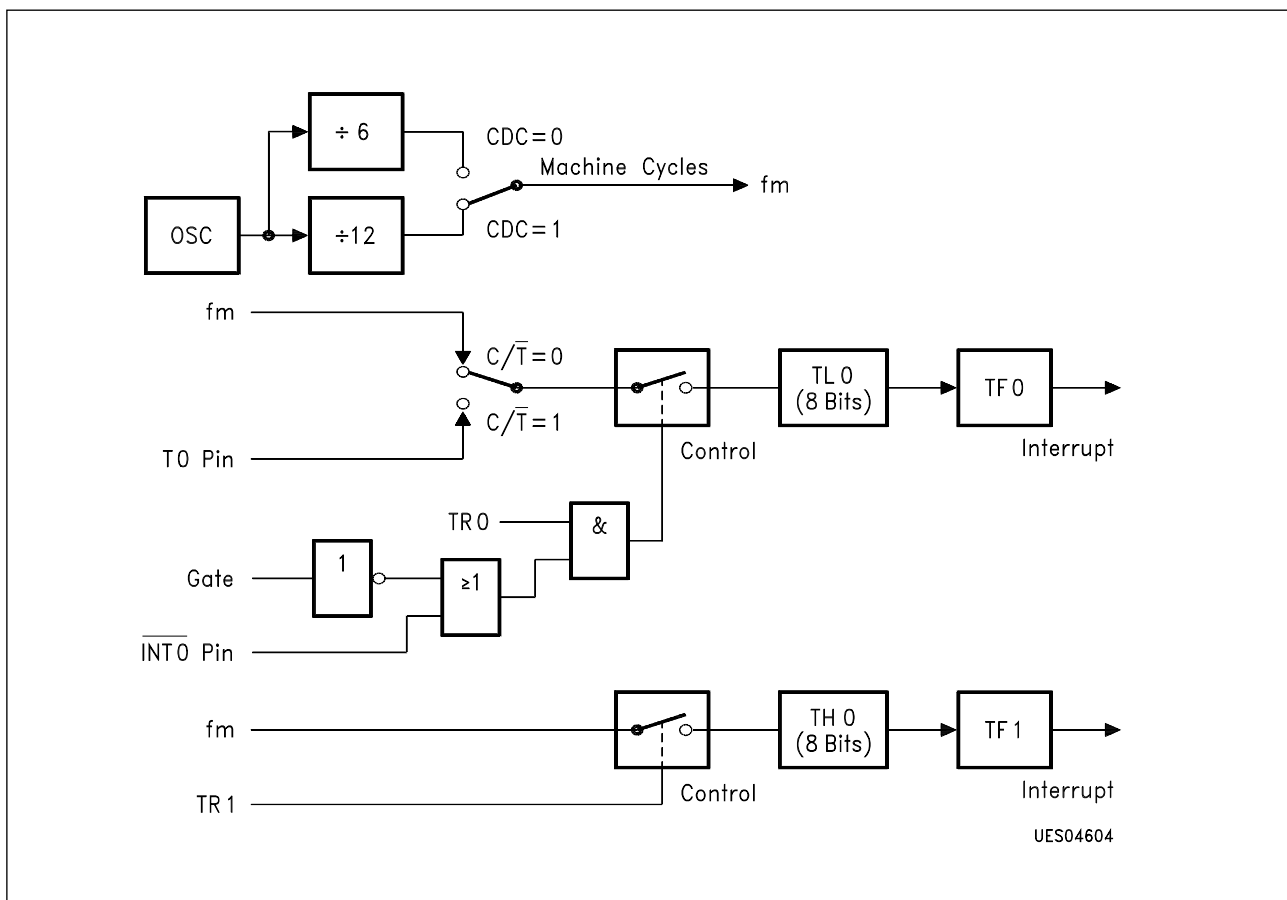 ÷ 6
CDC = 0
Machine Cycles
fm
OSC
÷12
CDC = 1
fm
C/T̅ = 0
C/T̅ = 1
TL 0
(8 Bits)
TF 0
T0 Pin
Control
Interrupt
TR 0
&
Gate
1
≥1
I̅N̅T̅0̅ Pin
fm
TH 0
(8 Bits)
TF 1
TR 1
Control
Interrupt
UES04604